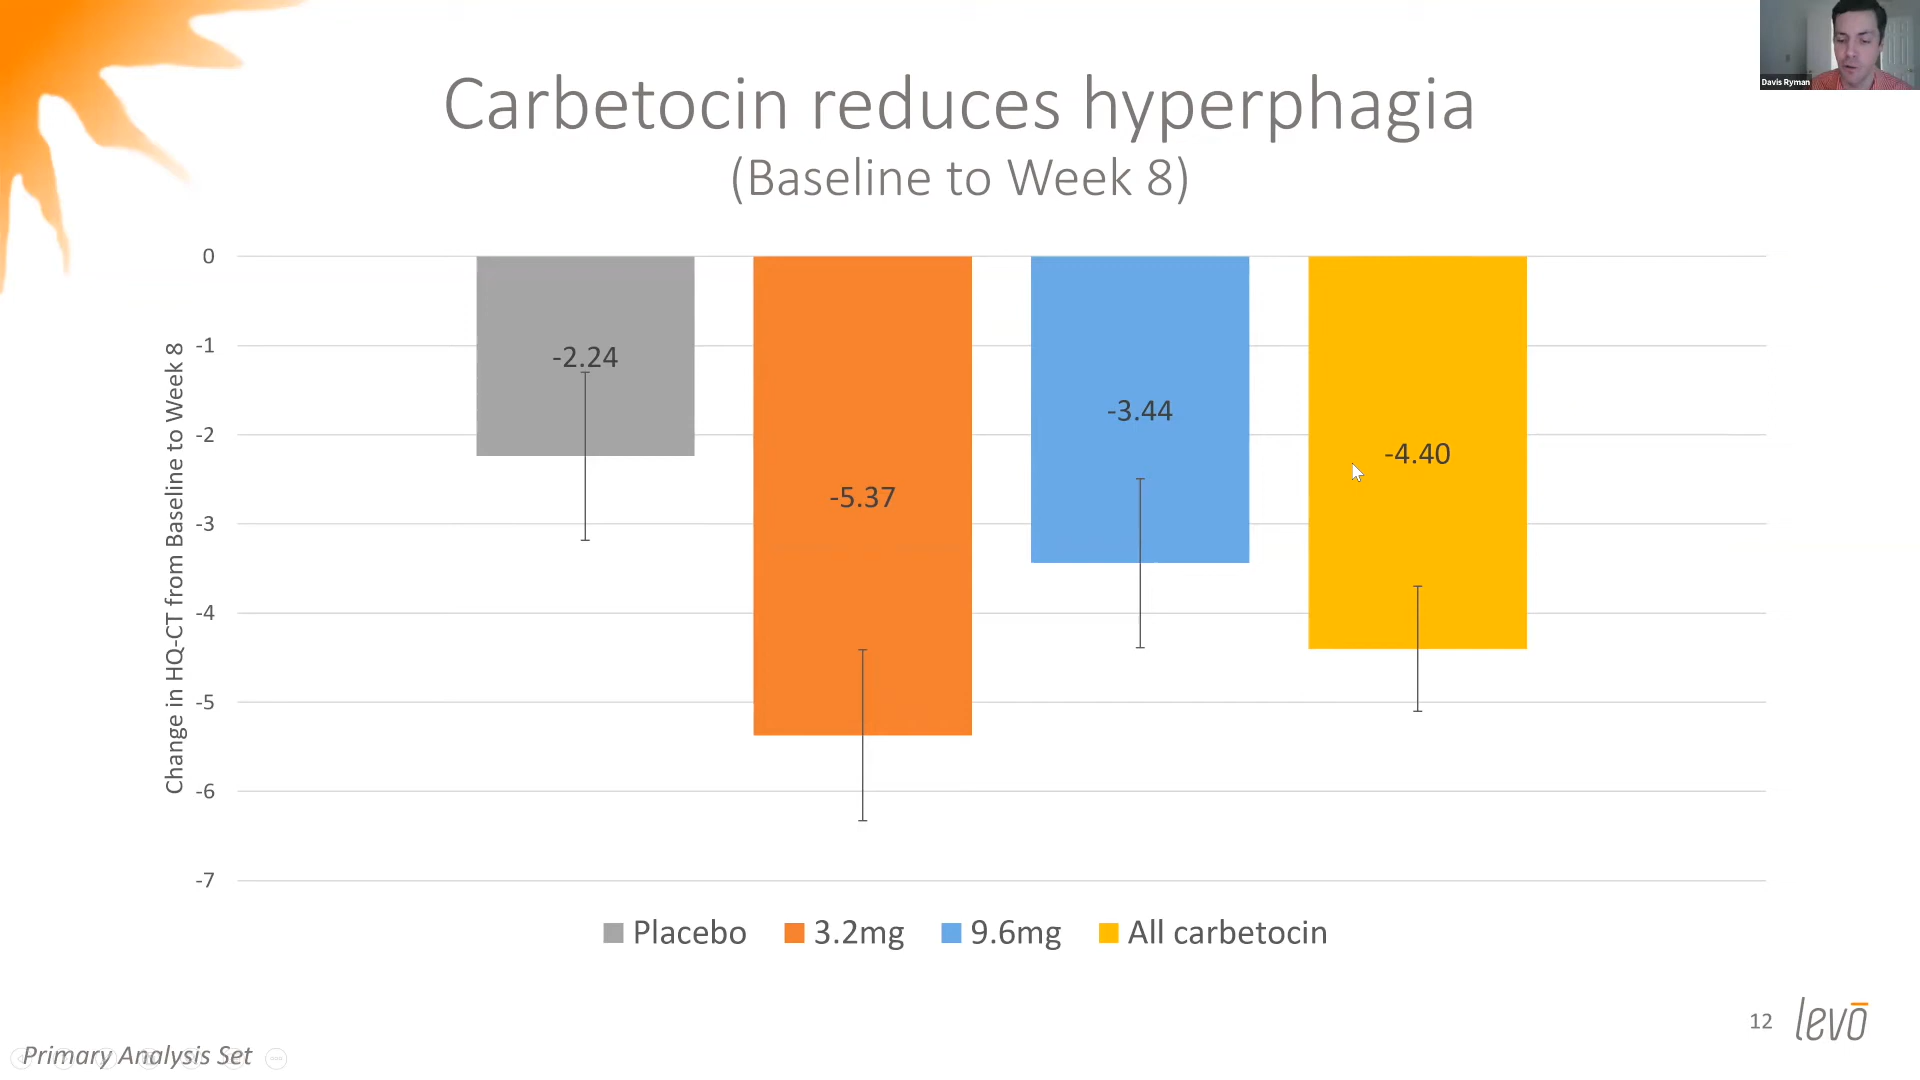 Davis Ryman
Carbetocin reduces hyperphagia
(Baseline to Week 8)
Change in HQ-CT from Baseline to Week 8
0
-1
-2
-3
-4
-5
-6
-7
-2.24
-5.37
-3.44
-4.40
Placebo
3.2mg
9.6mg
All carbetocin
12
levō
Primary Analysis Set